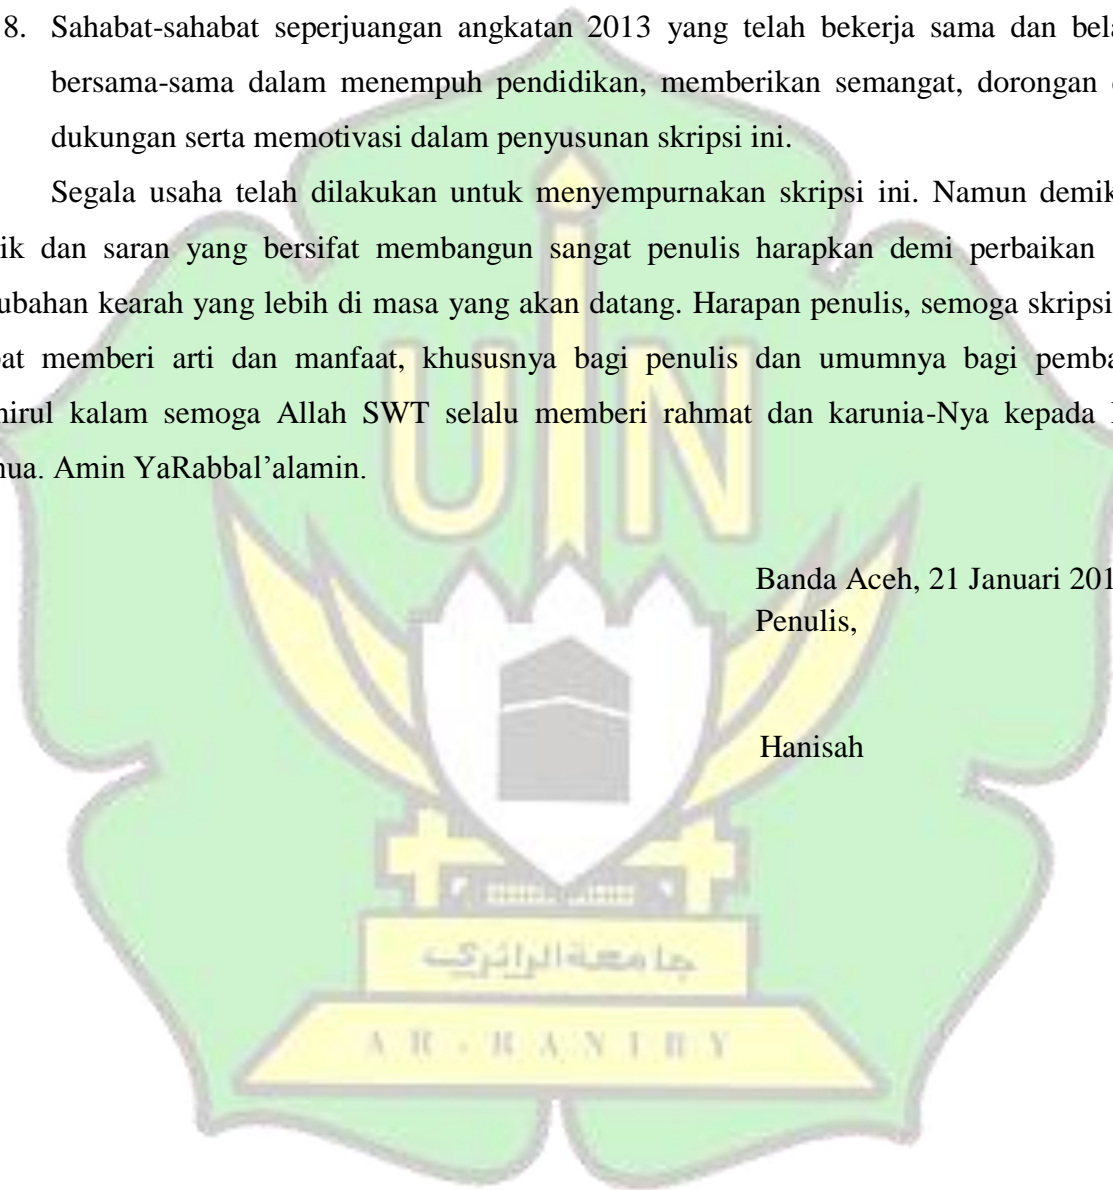 8. Sahabat-sahabat seperjuangan angkatan 2013 yang telah bekerja sama dan bela
bersama-sama dalam menempuh pendidikan, memberikan semangat, dorongan
dukungan serta memotivasi dalam penyusunan skripsi ini.
Segala usaha telah dilakukan untuk menyempurnakan skripsi ini. Namun demik
ik dan saran yang bersifat membangun sangat penulis harapkan demi perbaikan
ubahan kearah yang lebih di masa yang akan datang. Harapan penulis, semoga skripsi
at memberi arti dan manfaat, khususnya bagi penulis dan umumnya bagi pemba
hirul kalam semoga Allah SWT selalu memberi rahmat dan karunia-Nya kepada
ua. Amin YaRabbal’alamin.
UIN
Banda Aceh, 21 Januari 201
Penulis,
Hanisah
جامعة الرانري
AR-RANIRY